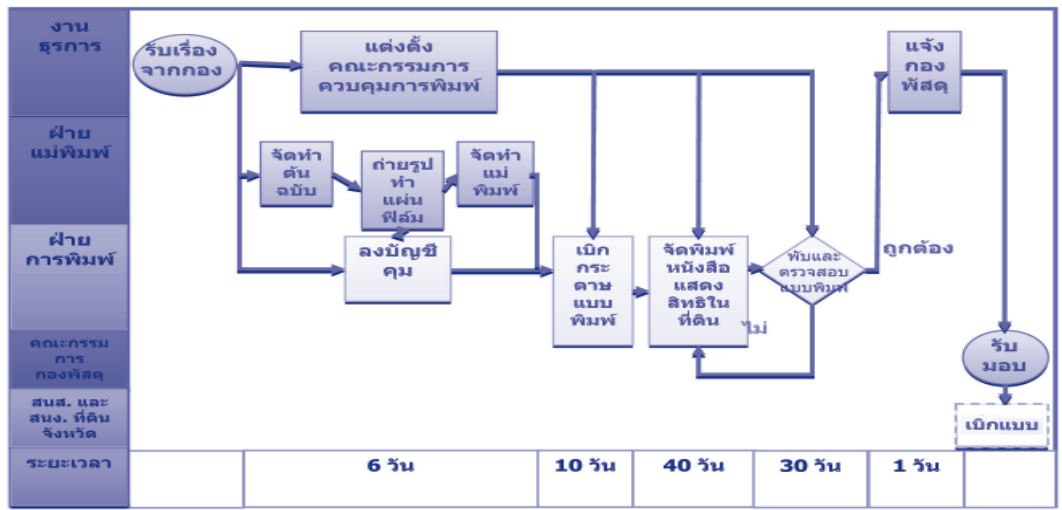 งาน
ธุรการ
รับเรื่อง
จากกอง
แต่งตั้ง
คณะกรรมการ
ควบคุมการพิมพ์
แจ้ง
กอง
พัสดุ
ฝ่าย
แม่พิมพ์
จัดทำ
ต้น
ฉบับ
ถ่ายรูป
ทำ
แผ่น
ฟิล์ม
จัดทำ
แม่
พิมพ์
ฝ่าย
การพิมพ์
ลงบัญชี
คุม
เบิก
กระ
ดาษ
แบบ
พิมพ์
จัดพิมพ์
หนังสือ
แสดง
สิทธิใน
ที่ดิน
พับและ
ตรวจสอบ
แบบพิมพ์
ถูกต้อง
ไม่
คณะกรรม
การ
กองพัสดุ
รับ
มอบ
สนส. และ
สนง. ที่ดิน
จังหวัด
เบิกแบบ
ระยะเวลา
6 วัน
10 วัน
40 วัน
30 วัน
1 วัน